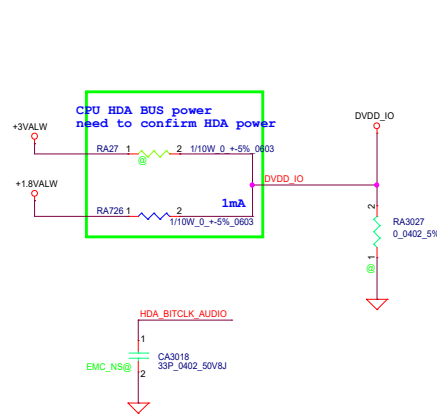 CPU HDA BUS power
need to confirm HDA power
+3VALW
RA27 1 2 1/10W_0_+-5%_0603
@
DVDD_IO
DVDD_IO
+1.8VALW
RA726 1 2
1/10W_0_+-5%_0603
1mA
2
RA3027
0_0402_5%
1
@
HDA_BITCLK_AUDIO
1
CA3018
33P_0402_50V8J
EMC_NS@
2